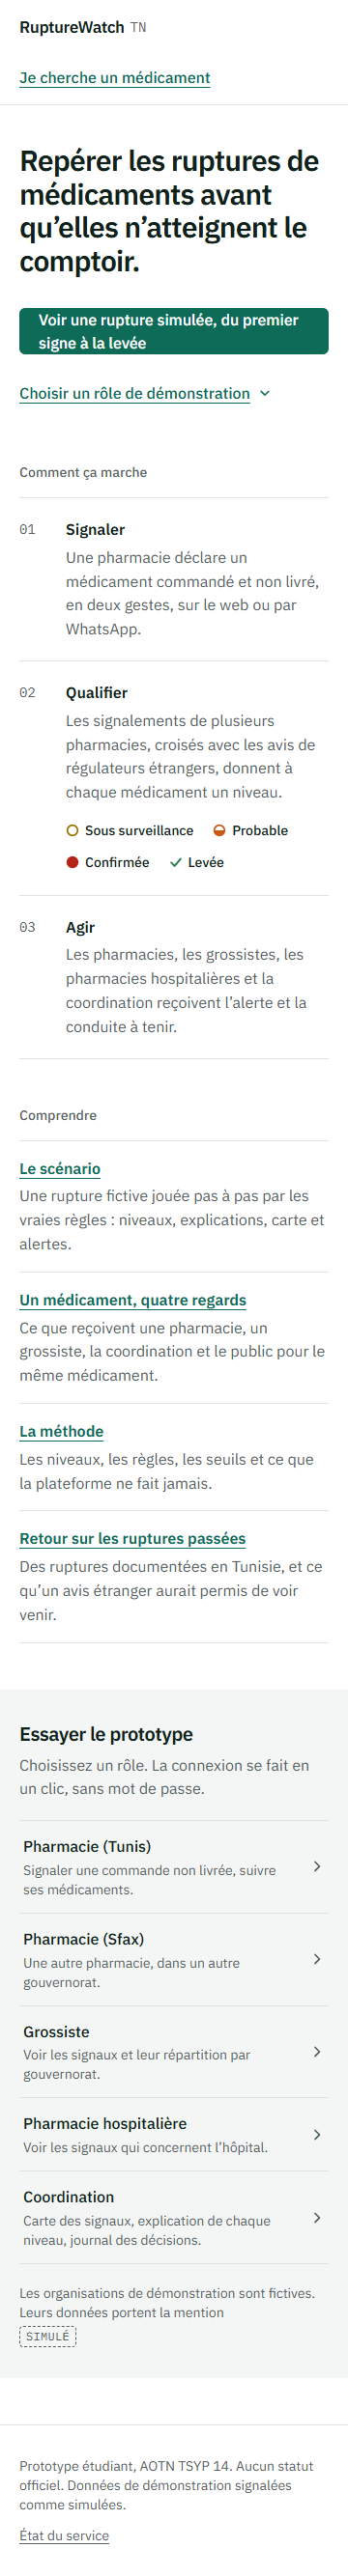 RuptureWatch TN
Je cherche un médicament
Repérer les ruptures de
médicaments avant
qu’elles n’atteignent le
comptoir.
Voir une rupture simulée, du premier
signe à la levée
Choisir un rôle de démonstration
Comment ça marche
01 Signaler
Une pharmacie déclare un
médicament commandé et non livré,
en deux gestes, sur le web ou par
WhatsApp.
02 Qualifier
Les signalements de plusieurs
pharmacies, croisés avec les avis de
régulateurs étrangers, donnent à
chaque médicament un niveau.
Sous surveillance Probable
Confirmée Levée
03 Agir
Les pharmacies, les grossistes, les
pharmacies hospitalières et la
coordination reçoivent l’alerte et la
conduite à tenir.
Comprendre
Le scénario
Une rupture fictive jouée pas à pas par les
vraies règles : niveaux, explications, carte et
alertes.
Un médicament, quatre regards
Ce que reçoivent une pharmacie, un
grossiste, la coordination et le public pour le
même médicament.
La méthode
Les niveaux, les règles, les seuils et ce que
la plateforme ne fait jamais.
Retour sur les ruptures passées
Des ruptures documentées en Tunisie, et ce
qu’un avis étranger aurait permis de voir
venir.
Essayer le prototype
Choisissez un rôle. La connexion se fait en
un clic, sans mot de passe.
Pharmacie (Tunis)
Signaler une commande non livrée, suivre
ses médicaments.
Pharmacie (Sfax)
Une autre pharmacie, dans un autre
gouvernorat.
Grossiste
Voir les signaux et leur répartition par
gouvernorat.
Pharmacie hospitalière
Voir les signaux qui concernent l’hôpital.
Coordination
Carte des signaux, explication de chaque
niveau, journal des décisions.
Les organisations de démonstration sont fictives.
Leurs données portent la mention
SIMULÉ
Prototype étudiant, AOTN TSYP 14. Aucun statut
officiel. Données de démonstration signalées
comme simulées.
État du service